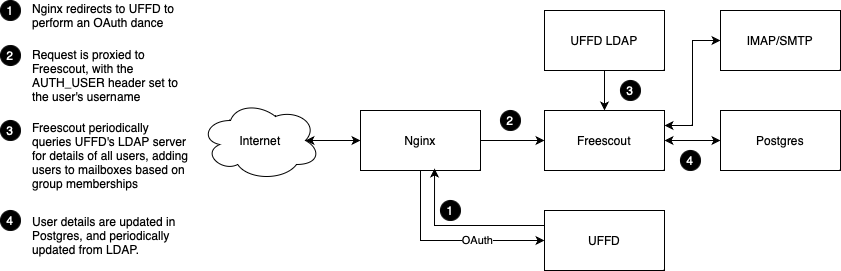 1
Nginx redirects to UFFD to
perform an OAuth dance
2
Request is proxied to
Freescout, with the
AUTH_USER header set to
the user's username
3
Freescout periodically
queries UFFD's LDAP server
for details of all users, adding
users to mailboxes based on
group memberships
4
User details are updated in
Postgres, and periodically
updated from LDAP.
UFFD LDAP
IMAP/SMTP
3
Internet
Nginx
2
Freescout
4
Postgres
1
OAuth
UFFD